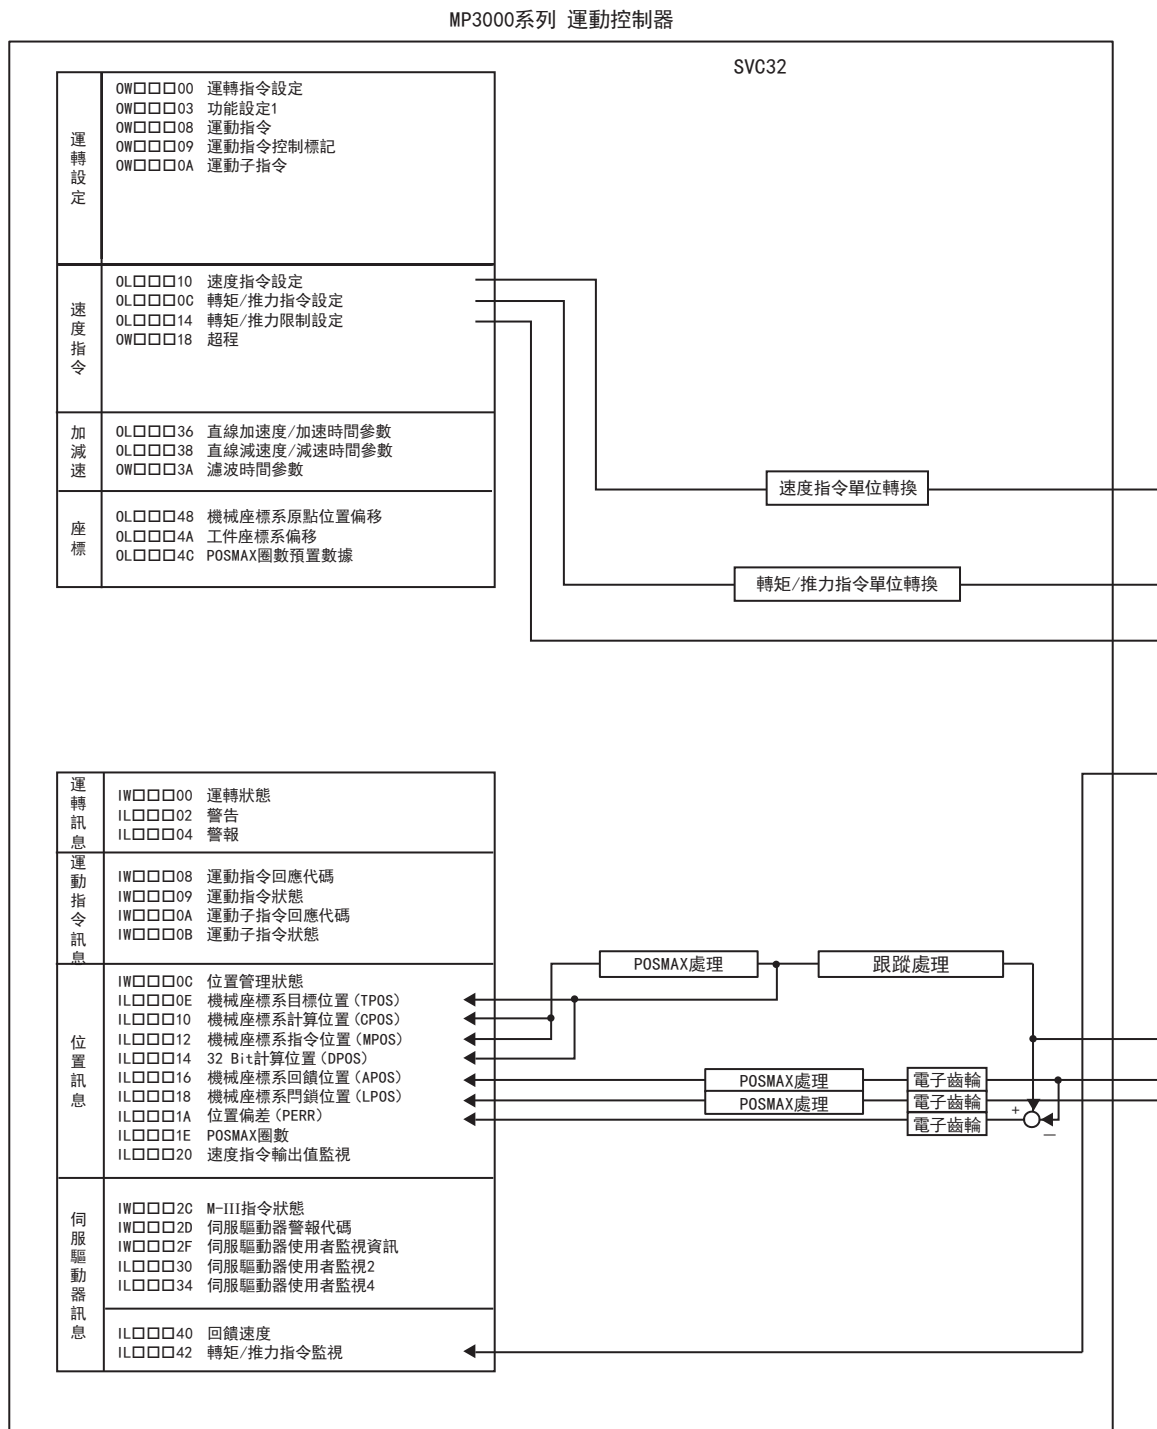 MP3000系列 運動控制器
SVC32
運轉設定
OW□□□00 運轉指令設定
OW□□□03 功能設定1
OW□□□08 運動指令
OW□□□09 運動指令控制標記
OW□□□0A 運動子指令
速度指令
OL□□□10 速度指令設定
OL□□□0C 轉矩/推力指令設定
OL□□□14 轉矩/推力限制設定
OW□□□18 超程
加減速
OL□□□36 直線加速度/加速時間參數
OL□□□38 直線減速度/減速時間參數
OW□□□3A 濾波時間參數
座標
OL□□□48 機械座標系原點位置偏移
OL□□□4A 工件座標系偏移
OL□□□4C POSMAX圈數預置數據
速度指令單位轉換
轉矩/推力指令單位轉換
運轉訊息
IW□□□00 運轉狀態
IL□□□02 警告
IL□□□04 警報
運動指令訊息
IW□□□08 運動指令回應代碼
IW□□□09 運動指令狀態
IW□□□0A 運動子指令回應代碼
IW□□□0B 運動子指令狀態
位置訊息
IW□□□0C 位置管理狀態
IL□□□0E 機械座標系目標位置(TPOS)
IL□□□10 機械座標系計算位置(CPOS)
IL□□□12 機械座標系指令位置(MPOS)
IL□□□14 32 Bit計算位置(DPOS)
IL□□□16 機械座標系回饋位置(APOS)
IL□□□18 機械座標系閂鎖位置(LPOS)
IL□□□1A 位置偏差(PERR)
IL□□□1E POSMAX圈數
IL□□□20 速度指令輸出值監視
POSMAX處理
跟蹤處理
POSMAX處理
電子齒輪
POSMAX處理
電子齒輪
電子齒輪
+
−
伺服驅動器訊息
IW□□□2C M-III指令狀態
IW□□□2D 伺服驅動器警報代碼
IW□□□2F 伺服驅動器使用者監視資訊
IL□□□30 伺服驅動器使用者監視2
IL□□□34 伺服驅動器使用者監視4
IL□□□40 回饋速度
IL□□□42 轉矩/推力指令監視